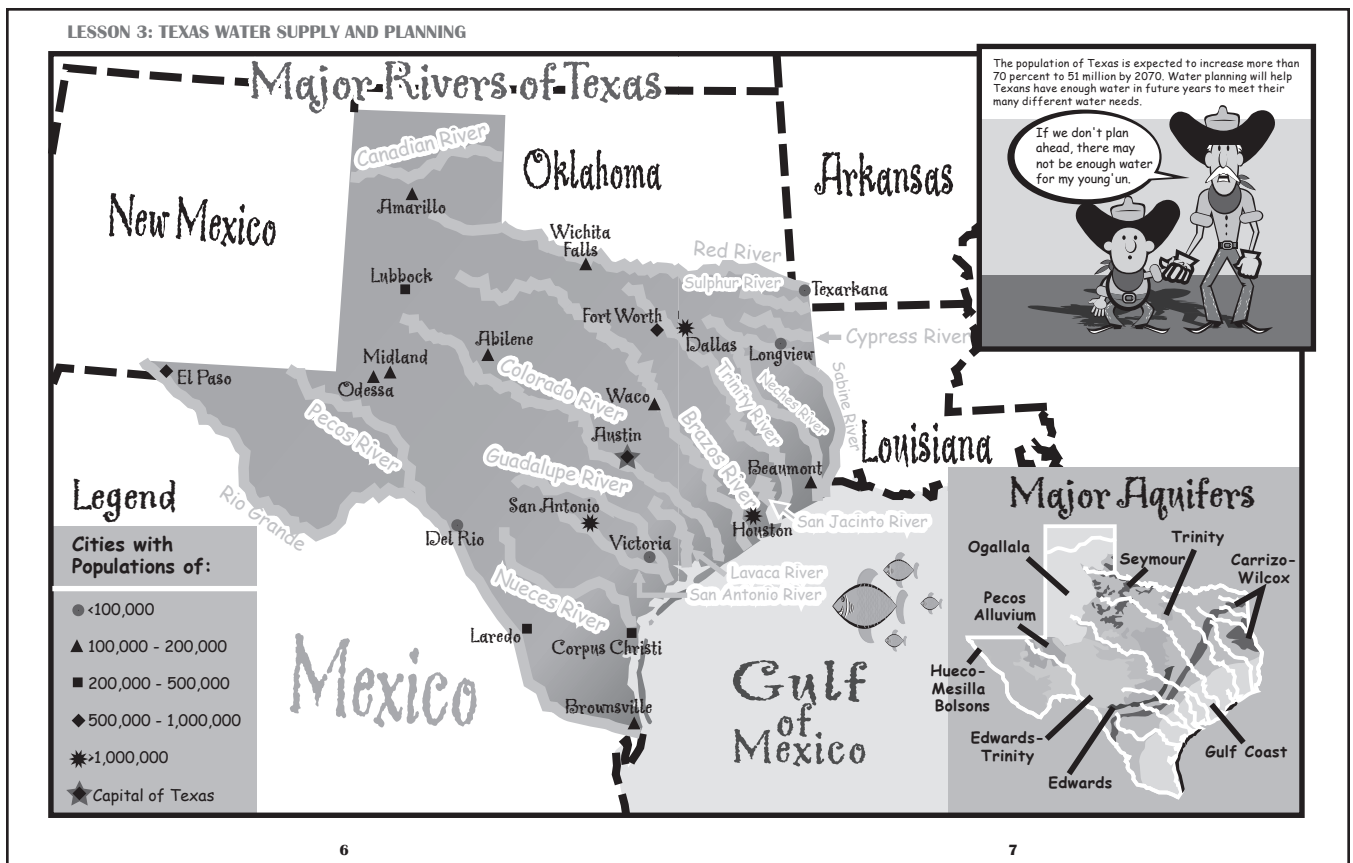 LESSON 3: TEXAS WATER SUPPLY AND PLANNING
Major Rivers of Texas
The population of Texas is expected to increase more than
70 percent to 51 million by 2070. Water planning will help
Texans have enough water in future years to meet their
many different water needs.
If we don't plan
ahead, there may
not be enough water
for my young'un.
New Mexico
Oklahoma
Arkansas
Canadian River
Amarillo
Wichita
Falls
Red River
Sulphur River
Texarkana
Lubbock
Fort Worth
Dallas
Cypress River
Longview
Abilene
Midland
Odessa
El Paso
Colorado River
Waco
Trinity River
Neches River
Sabine River
Pecos River
Austin
Brazos River
Louisiana
Guadalupe River
Beaumont
San Antonio
Houston
San Jacinto River
Rio Grande
Del Rio
Victoria
Lavaca River
San Antonio River
Nueces River
Laredo
Corpus Christi
Brownsville
Mexico
Gulf
of
Mexico
Legend
Cities with
Populations of:
<100,000
100,000 - 200,000
200,000 - 500,000
500,000 - 1,000,000
>1,000,000
Capital of Texas
Major Aquifers
Ogallala
Seymour
Trinity
Carrizo-
Wilcox
Pecos
Alluvium
Hueco-
Mesilla
Bolsons
Edwards-
Trinity
Edwards
Gulf Coast
6
7